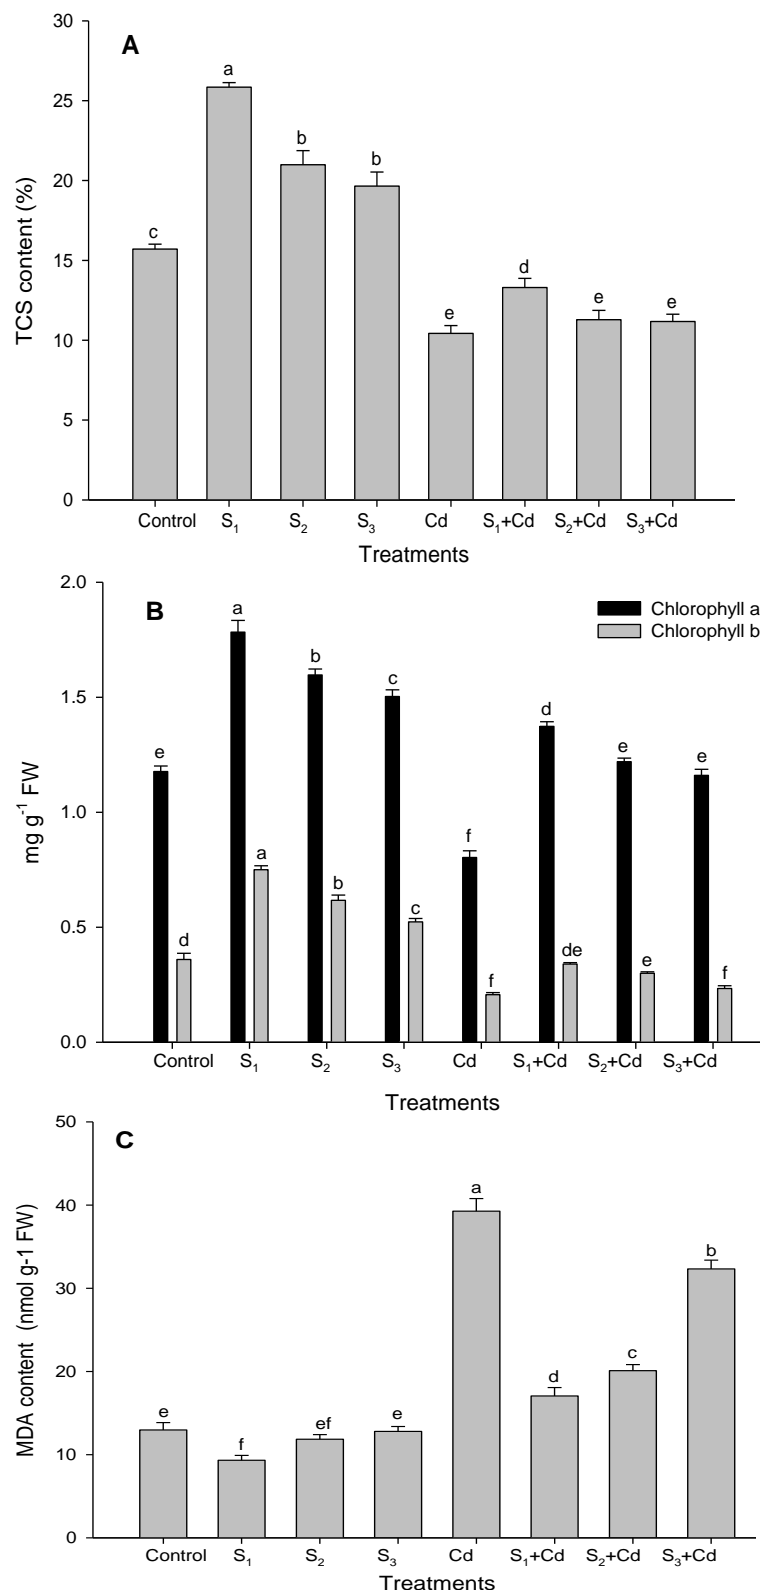 30
A
a
25
b
b
20
c
15
d
e
e
e
10
5
0
TCS content (%)
Control S₁ S₂ S₃ Cd S₁+Cd S₂+Cd S₃+Cd
Treatments
2.0
B
a
Chlorophyll a
Chlorophyll b
b
c
1.5
d
e
e
e
1.0
f
a
b
0.5
c
d
de
e
f
f
0.0
mg g⁻¹ FW
Control S₁ S₂ S₃ Cd S₁+Cd S₂+Cd S₃+Cd
Treatments
50
C
40
a
b
30
20
c
d
e
f
ef
e
10
0
MDA content (nmol g-1 FW)
Control S₁ S₂ S₃ Cd S₁+Cd S₂+Cd S₃+Cd
Treatments